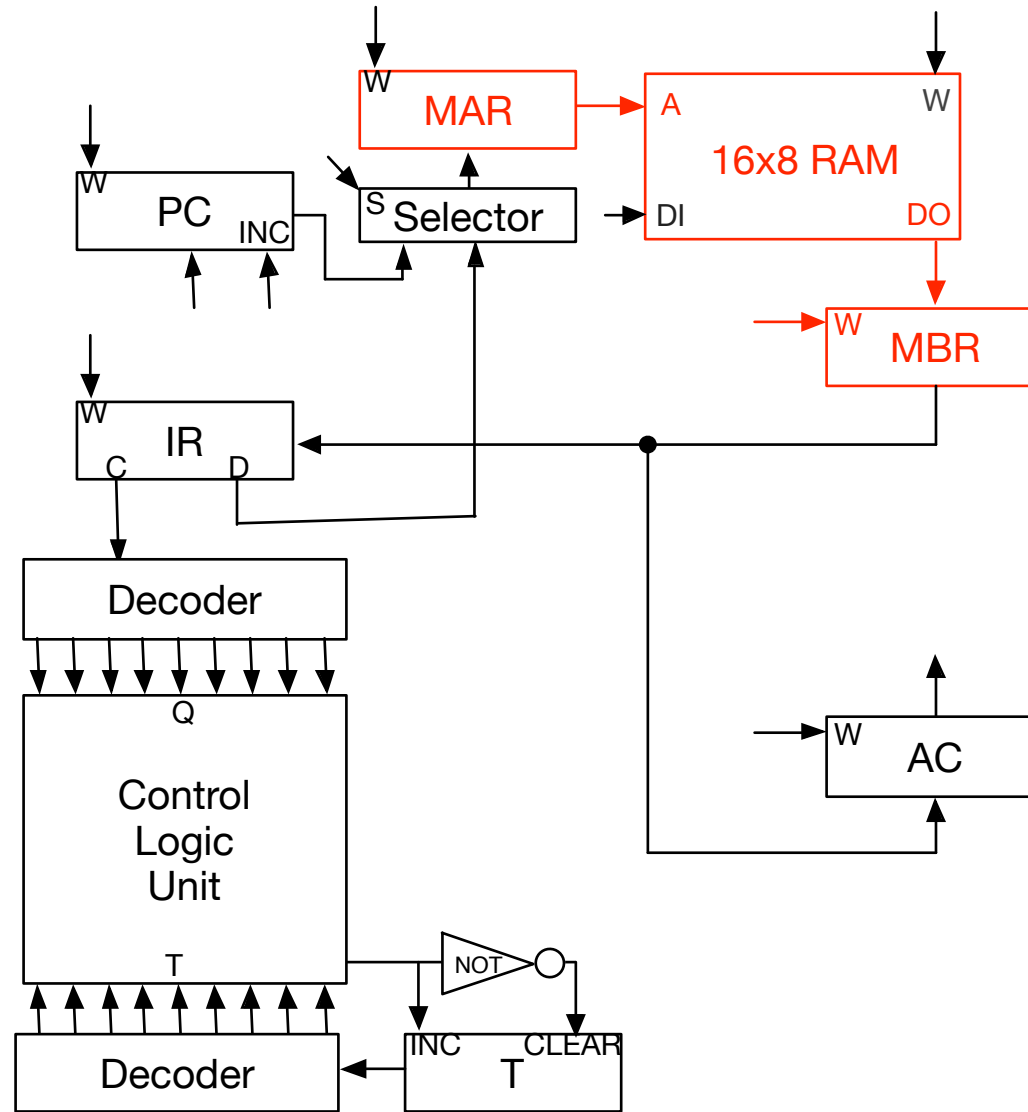 W
MAR
A
W
16x8 RAM
DI
DO
W
PC
INC
S
Selector
W
MBR
W
IR
C
D
Decoder
Q
Control
Logic
Unit
T
W
AC
NOT
INC
CLEAR
T
Decoder